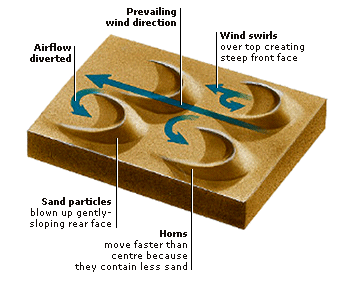 Prevailing
wind direction
Airflow
diverted
Wind swirls
over top creating
steep front face
Sand particles
blown up gently-
sloping rear face
Horns
move faster than
centre because
they contain less sand